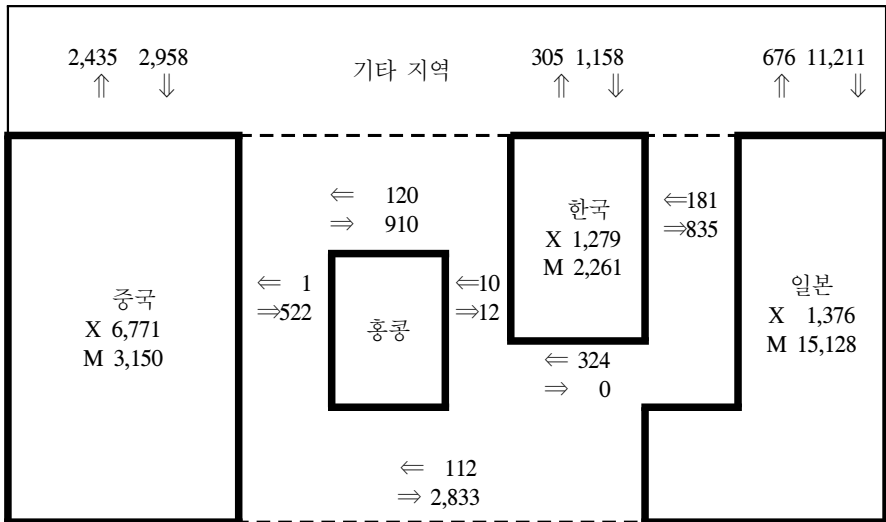 2,435 2,958
⇑ ⇓
기타 지역
305 1,158
⇑ ⇓
676 11,211
⇑ ⇓
⇐ 120
⇒ 910
한국
X 1,279
M 2,261
⇐181
⇒835
중국
X 6,771
M 3,150
⇐ 1
⇒522
홍콩
⇐10
⇒12
일본
X 1,376
M 15,128
⇐ 324
⇒ 0
⇐ 112
⇒ 2,833